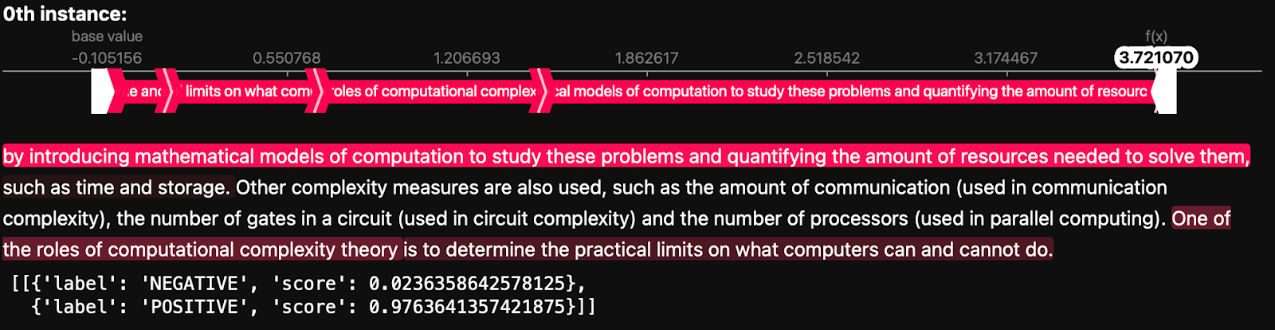 0th instance:
base value f(x)
-0.105156 0.550768 1.206693 1.862617 2.518542 3.174467 3.721070
and limits on what com roles of computational complex cal models of computation to study these problems and quantifying the amount of resourc
by introducing mathematical models of computation to study these problems and quantifying the amount of resources needed to solve them,
such as time and storage. Other complexity measures are also used, such as the amount of communication (used in communication
complexity), the number of gates in a circuit (used in circuit complexity) and the number of processors (used in parallel computing). One of
the roles of computational complexity theory is to determine the practical limits on what computers can and cannot do.
[[{'label': 'NEGATIVE', 'score': 0.0236358642578125},
{'label': 'POSITIVE', 'score': 0.9763641357421875}]]